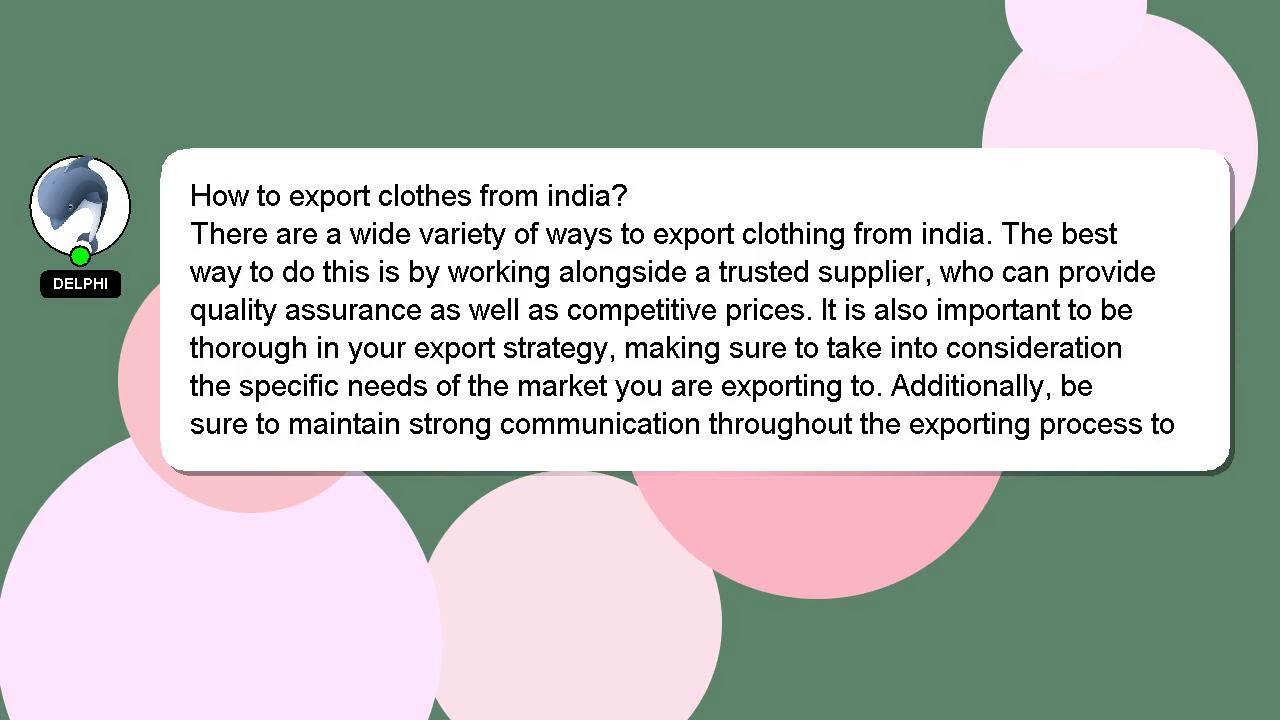 How to export clothes from india?
There are a wide variety of ways to export clothing from india. The best
way to do this is by working alongside a trusted supplier, who can provide
quality assurance as well as competitive prices. It is also important to be
thorough in your export strategy, making sure to take into consideration
the specific needs of the market you are exporting to. Additionally, be
sure to maintain strong communication throughout the exporting process to
DELPHI